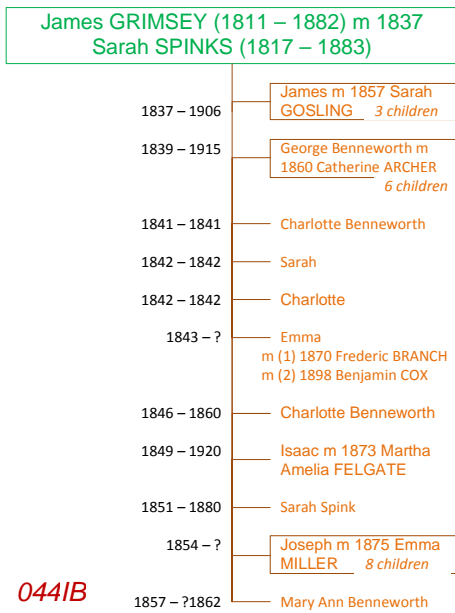 James GRIMSEY (1811 – 1882) m 1837
Sarah SPINKS (1817 – 1883)
1837 – 1906 James m 1857 Sarah
GOSLING 3 children
1839 – 1915 George Benneworth m
1860 Catherine ARCHER
6 children
1841 – 1841 Charlotte Benneworth
1842 – 1842 Sarah
1842 – 1842 Charlotte
1843 – ? Emma
m (1) 1870 Frederic BRANCH
m (2) 1898 Benjamin COX
1846 – 1860 Charlotte Benneworth
1849 – 1920 Isaac m 1873 Martha
Amelia FELGATE
1851 – 1880 Sarah Spink
1854 – ? Joseph m 1875 Emma
MILLER 8 children
1857 – ?1862 Mary Ann Benneworth
044IB